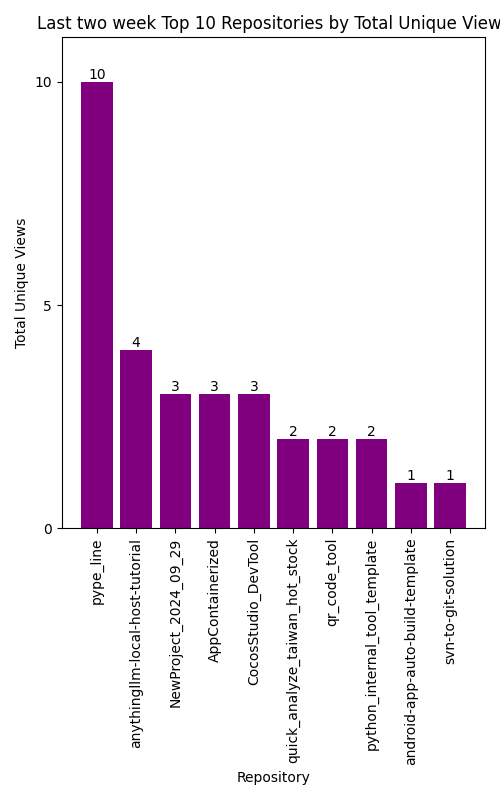 Last two week Top 10 Repositories by Total Unique View
10
5
0
Total Unique Views
10
4
3
3
3
2
2
2
1
1
pype_line
anythingllm-local-host-tutorial
NewProject_2024_09_29
AppContainerized
CocosStudio_DevTool
quick_analyze_taiwan_hot_stock
qr_code_tool
python_internal_tool_template
android-app-auto-build-template
svn-to-git-solution
Repository